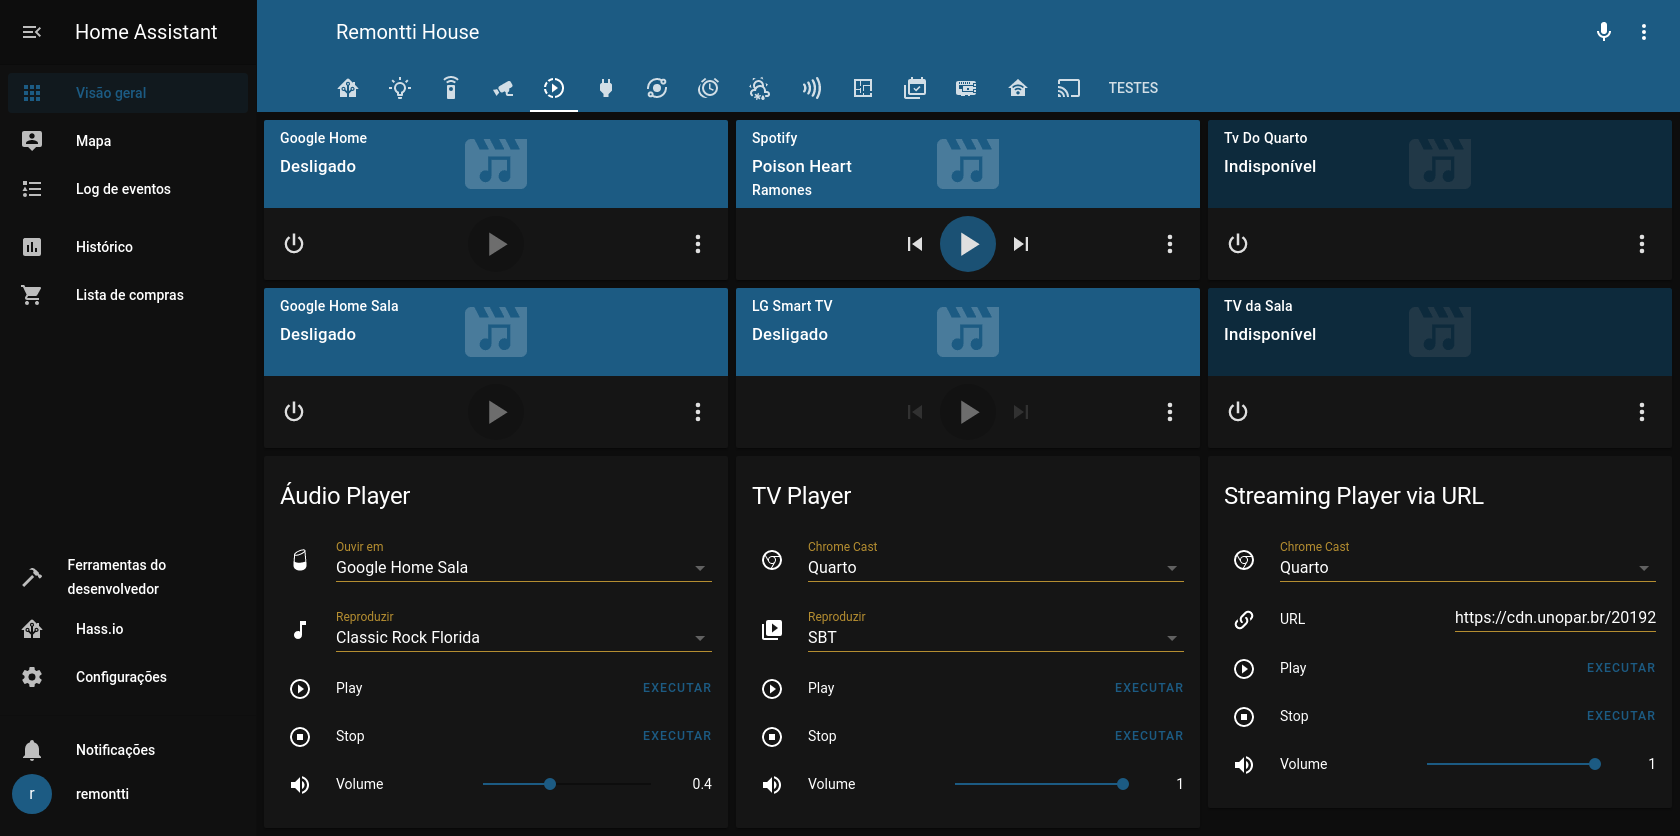 Home Assistant
Visão geral
Mapa
Log de eventos
Histórico
Lista de compras
Ferramentas do
desenvolvedor
Hass.io
Configurações
Notificações
r
remontti
Remontti House
TESTES
Google Home
Desligado
Spotify
Poison Heart
Ramones
Tv Do Quarto
Indisponível
Google Home Sala
Desligado
LG Smart TV
Desligado
TV da Sala
Indisponível
Áudio Player
Ouvir em
Google Home Sala
Reproduzir
Classic Rock Florida
Play EXECUTAR
Stop EXECUTAR
Volume 0.4
TV Player
Chrome Cast
Quarto
Reproduzir
SBT
Play EXECUTAR
Stop EXECUTAR
Volume 1
Streaming Player via URL
Chrome Cast
Quarto
URL https://cdn.unopar.br/20192
Play EXECUTAR
Stop EXECUTAR
Volume 1